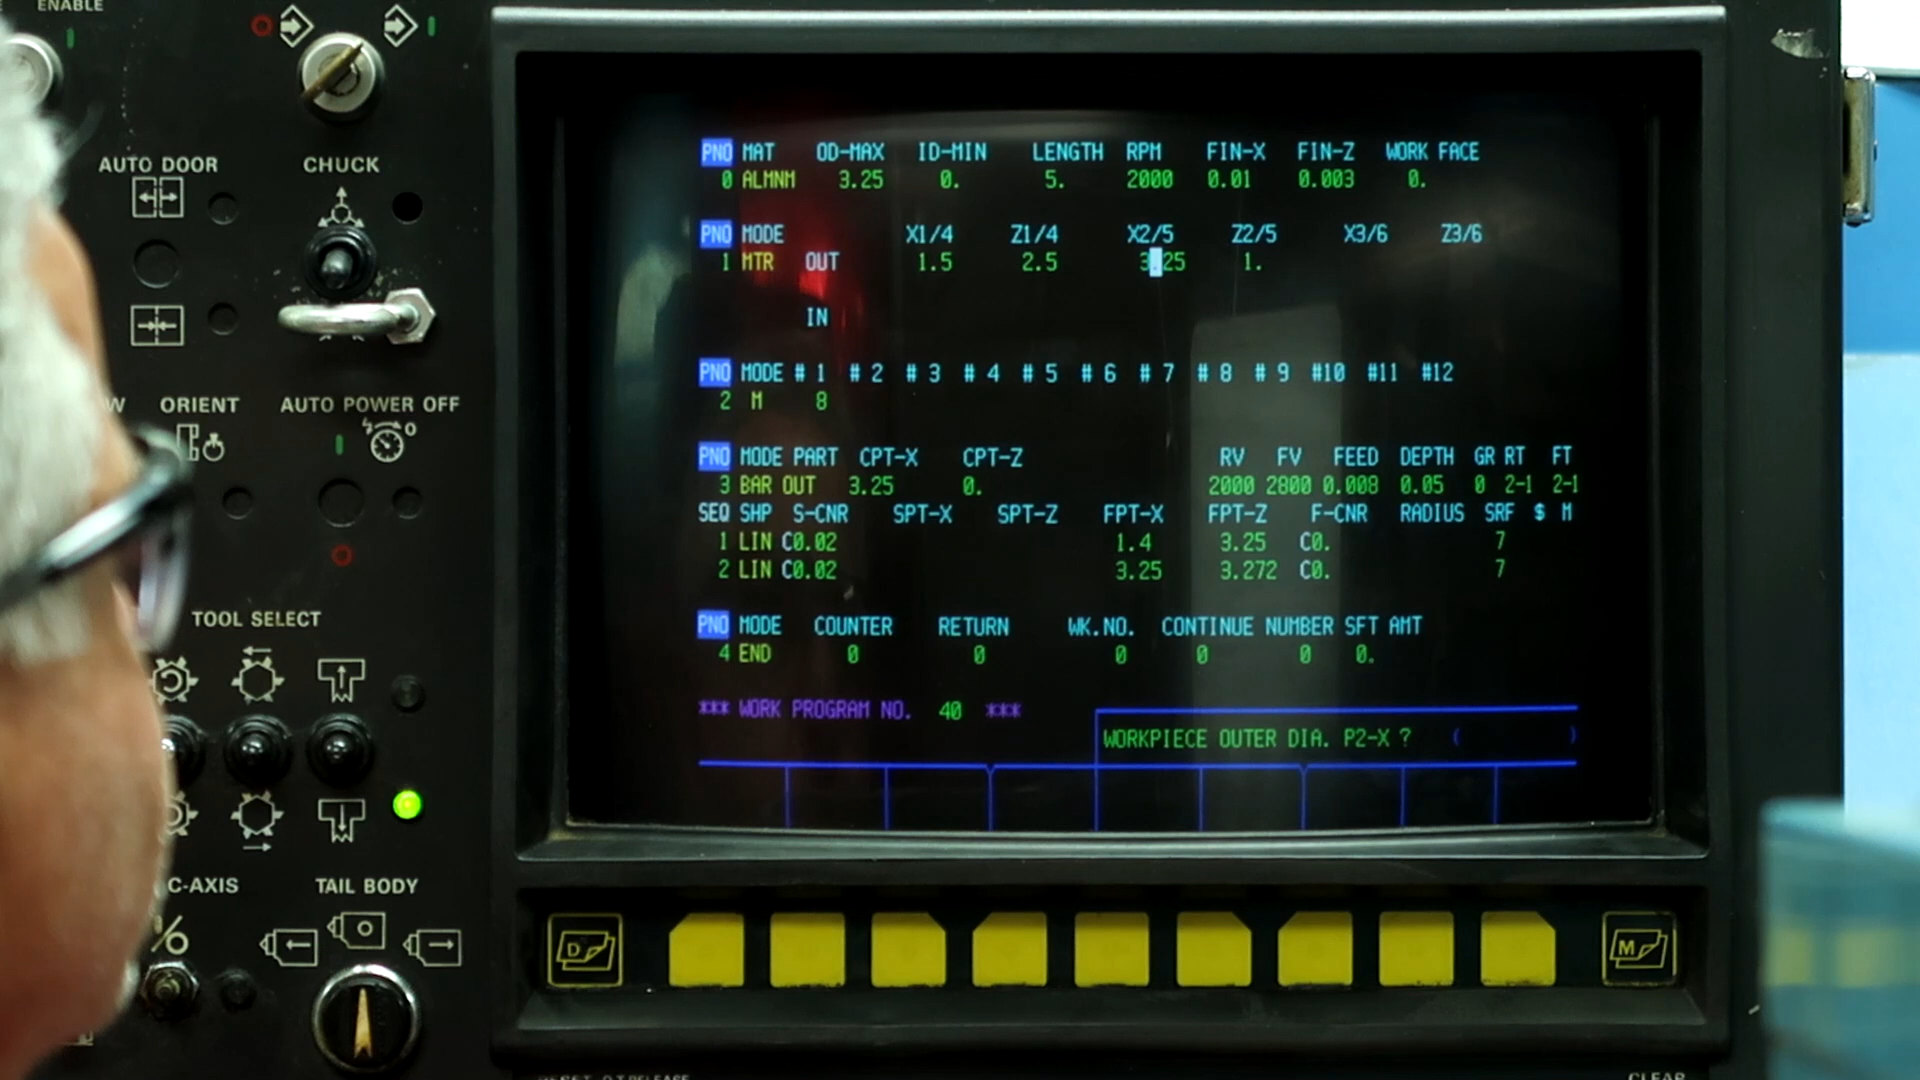 ENABLE
AUTO DOOR
CHUCK
W ORIENT
AUTO POWER OFF
TOOL SELECT
C-AXIS
TAIL BODY
PNO MAT OD-MAX ID-MIN LENGTH RPM FIN-X FIN-Z WORK FACE
0 ALMNM 3.25 0. 5. 2000 0.01 0.003 0.
PNO MODE X1/4 Z1/4 X2/5 Z2/5 X3/6 Z3/6
1 MTR OUT 1.5 2.5 3.25 1.
IN
PNO MODE # 1 # 2 # 3 # 4 # 5 # 6 # 7 # 8 # 9 #10 #11 #12
2 M 8
PNO MODE PART CPT-X CPT-Z RV FV FEED DEPTH GR RT FT
3 BAR OUT 3.25 0. 2000 2800 0.008 0.05 0 2-1 2-1
SEQ SHP S-CNR SPT-X SPT-Z FPT-X FPT-Z F-CNR RADIUS SRF $ M
1 LIN C0.02 1.4 3.25 C0. 7
2 LIN C0.02 3.25 3.272 C0. 7
PNO MODE COUNTER RETURN WK.NO. CONTINUE NUMBER SFT AMT
4 END 0 0 0 0 0 0.
*** WORK PROGRAM NO. 40 ***
WORKPIECE OUTER DIA. P2-X ? ( )
D
M